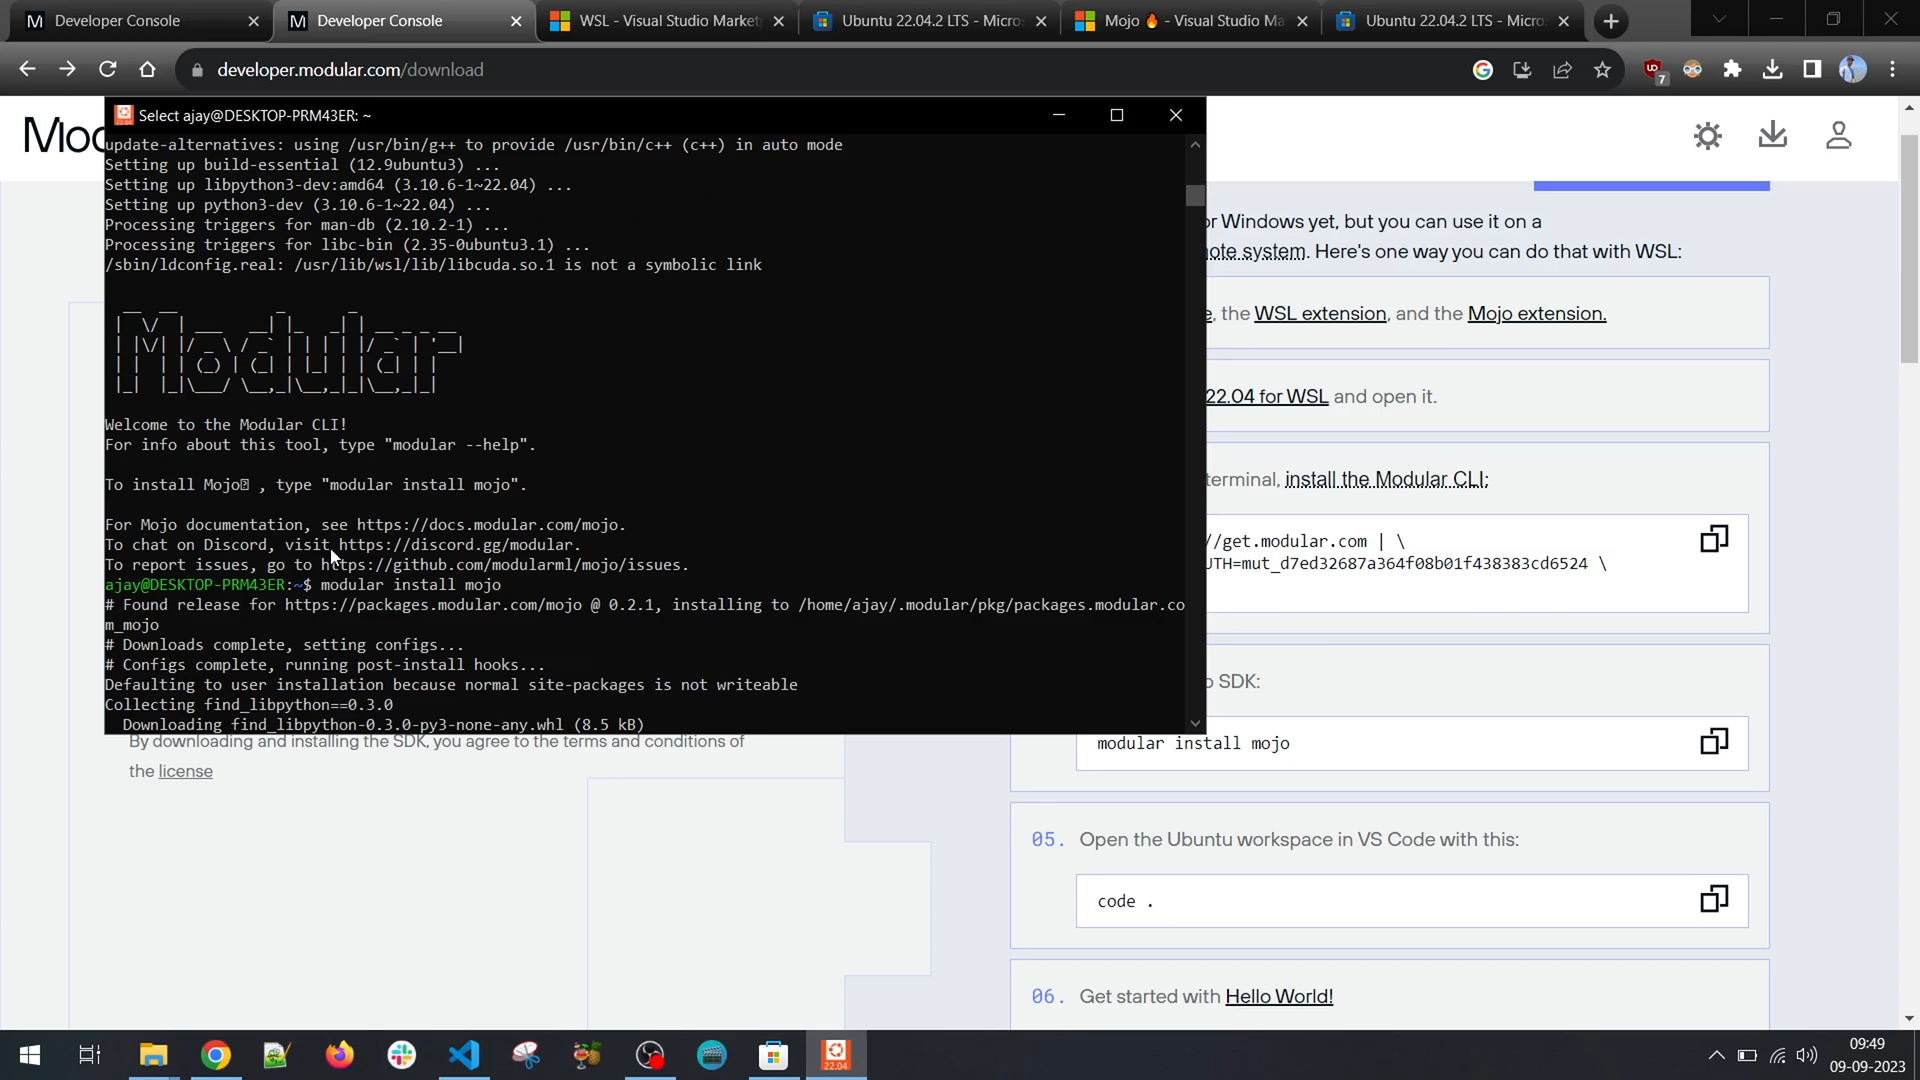 Developer Console
Developer Console
WSL - Visual Studio Market
Ubuntu 22.04.2 LTS - Micro
Mojo 🔥 - Visual Studio Ma
Ubuntu 22.04.2 LTS - Micro
developer.modular.com/download
7
Select ajay@DESKTOP-PRM43ER: ~
update-alternatives: using /usr/bin/g++ to provide /usr/bin/c++ (c++) in auto mode
Setting up build-essential (12.9ubuntu3) ...
Setting up libpython3-dev:amd64 (3.10.6-1~22.04) ...
Setting up python3-dev (3.10.6-1~22.04) ...
Processing triggers for man-db (2.10.2-1) ...
Processing triggers for libc-bin (2.35-0ubuntu3.1) ...
/sbin/ldconfig.real: /usr/lib/wsl/lib/libcuda.so.1 is not a symbolic link
Modular
Welcome to the Modular CLI!
For info about this tool, type "modular --help".
To install Mojo , type "modular install mojo".
For Mojo documentation, see https://docs.modular.com/mojo.
To chat on Discord, visit https://discord.gg/modular.
To report issues, go to https://github.com/modularml/mojo/issues.
ajay@DESKTOP-PRM43ER:~$ modular install mojo
# Found release for https://packages.modular.com/mojo @ 0.2.1, installing to /home/ajay/.modular/pkg/packages.modular.co
m_mojo
# Downloads complete, setting configs...
# Configs complete, running post-install hooks...
Defaulting to user installation because normal site-packages is not writeable
Collecting find_libpython==0.3.0
Downloading find_libpython-0.3.0-py3-none-any.whl (8.5 kB)
By downloading and installing the SDK, you agree to the terms and conditions of
the license
or Windows yet, but you can use it on a
ote system. Here's one way you can do that with WSL:
e, the WSL extension, and the Mojo extension.
22.04 for WSL and open it.
terminal, install the Modular CLI:
//get.modular.com | \
UTH=mut_d7ed32687a364f08b01f438383cd6524 \
o SDK:
modular install mojo
05. Open the Ubuntu workspace in VS Code with this:
code .
06. Get started with Hello World!
22.04
09:49
09-09-2023